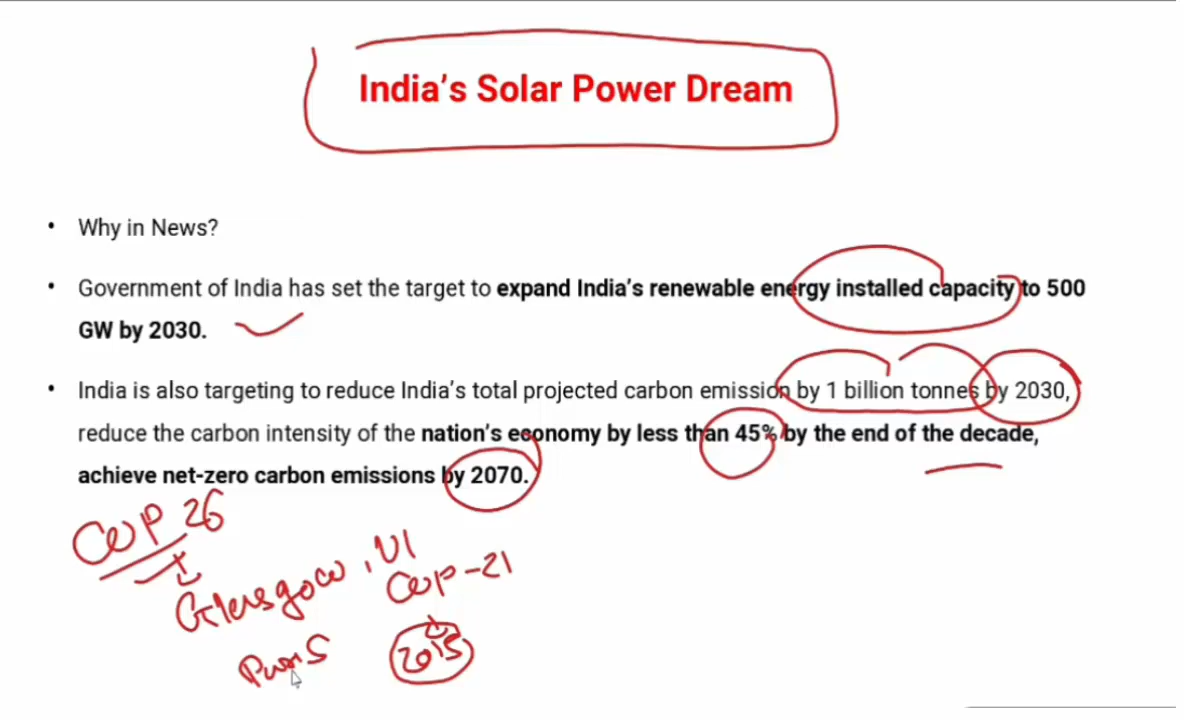 India's Solar Power Dream
• Why in News?
• Government of India has set the target to expand India's renewable energy installed capacity to 500
GW by 2030.
• India is also targeting to reduce India's total projected carbon emission by 1 billion tonnes by 2030,
reduce the carbon intensity of the nation's economy by less than 45% by the end of the decade,
achieve net-zero carbon emissions by 2070.
COP 26
Glasgow,
COP-21
Paris 2015